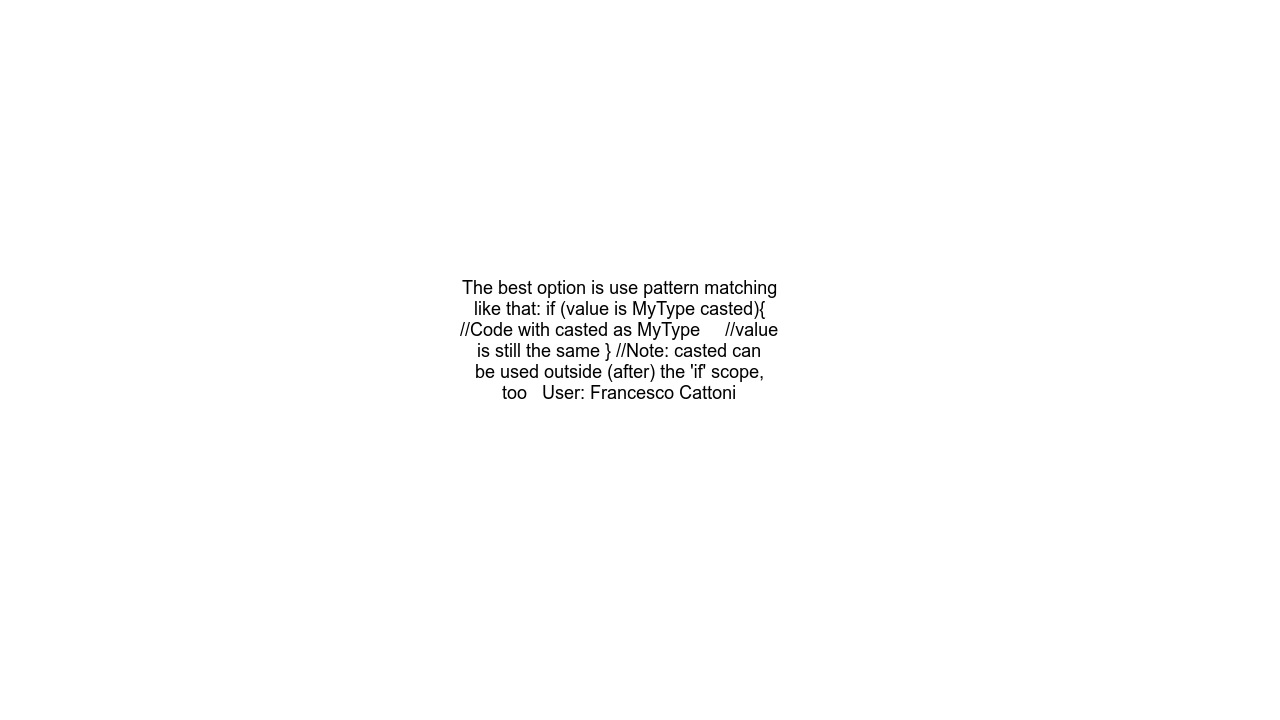 The best option is use pattern matching
like that: if (value is MyType casted){
//Code with casted as MyType     //value
is still the same } //Note: casted can
be used outside (after) the 'if' scope,
too   User: Francesco Cattoni